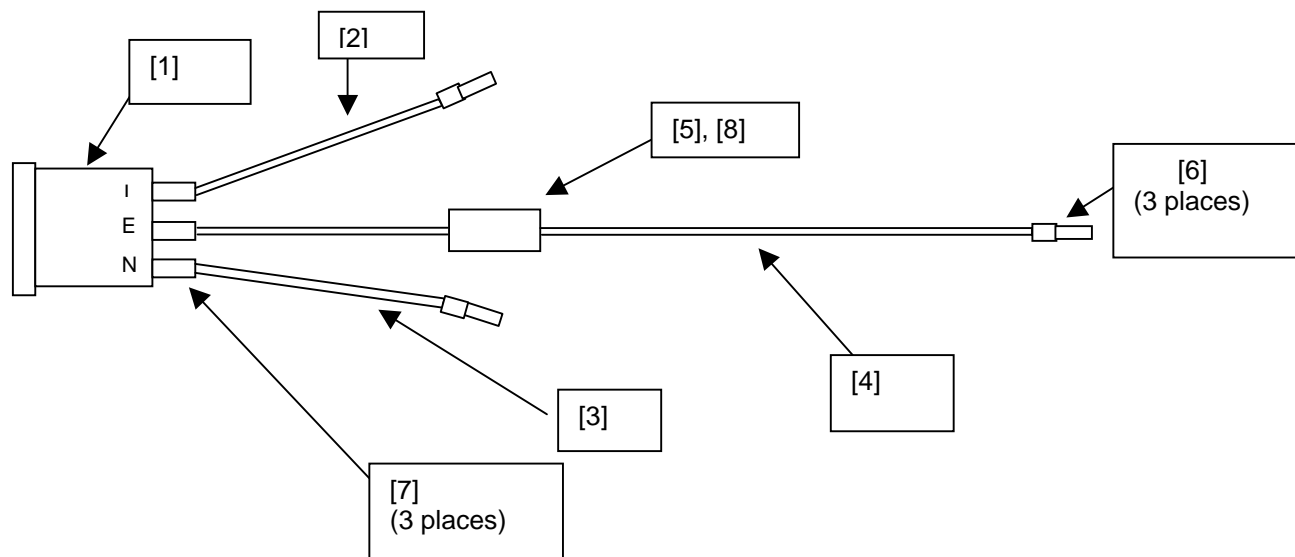 [2]
[1]
[5], [8]
[6]
(3 places)
I
E
N
[4]
[3]
[7]
(3 places)